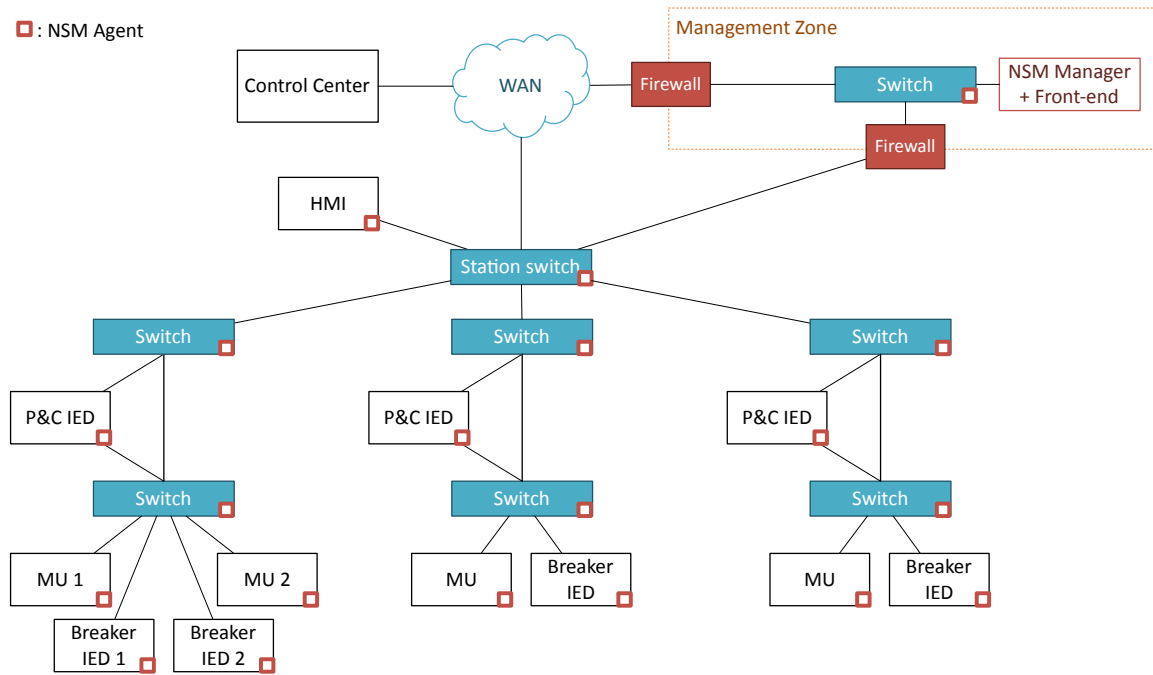 : NSM Agent
Management Zone
Control Center
WAN
Firewall
Switch
NSM Manager
+ Front-end
Firewall
HMI
Station switch
Switch
Switch
Switch
P&C IED
P&C IED
P&C IED
Switch
Switch
Switch
MU 1
MU 2
MU
Breaker
IED
MU
Breaker
IED
Breaker
IED 1
Breaker
IED 2